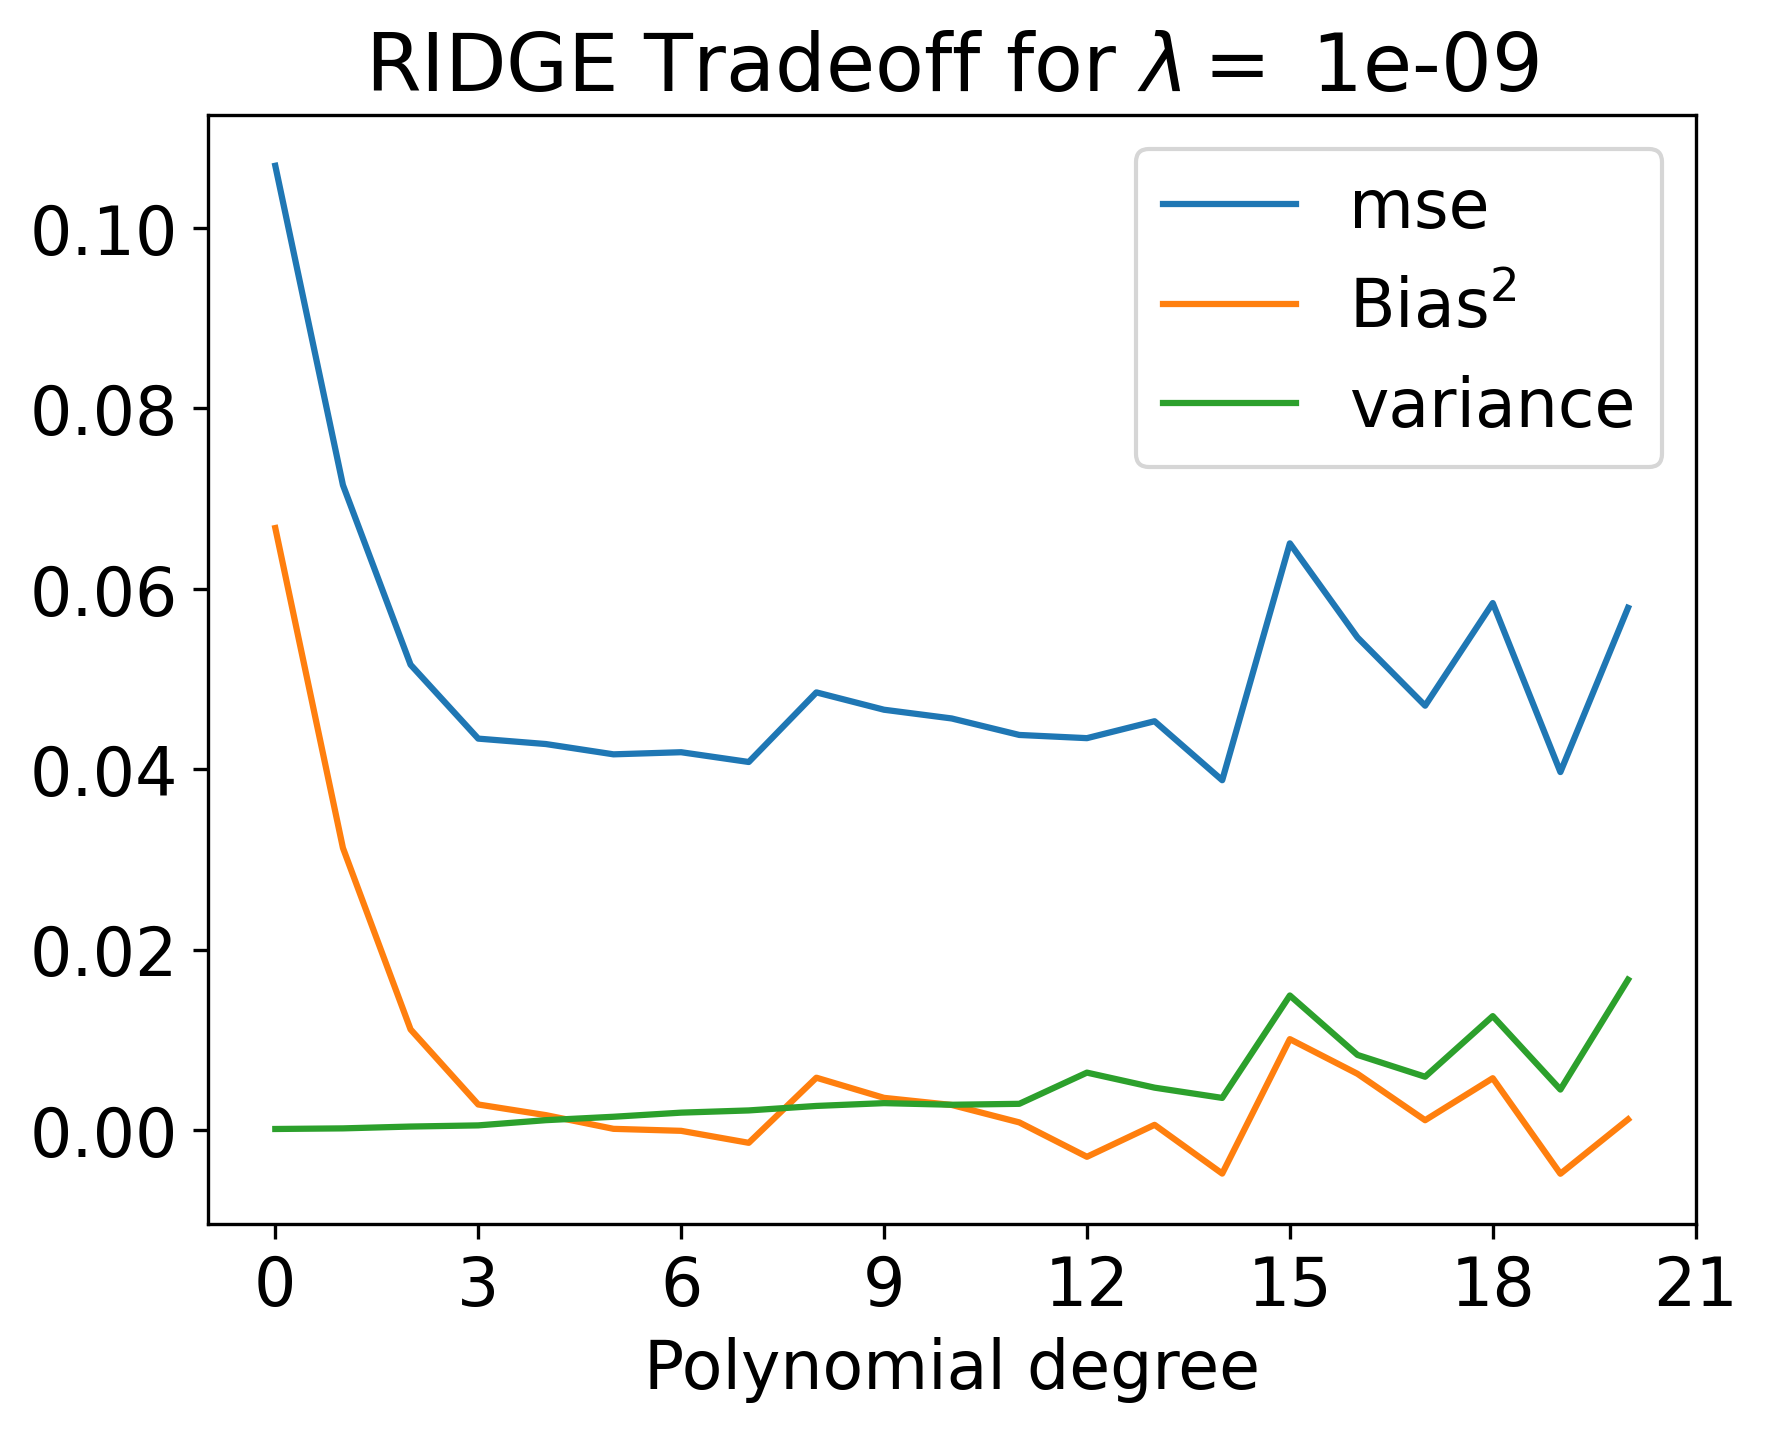 RIDGE Tradeoff for λ = 1e-09
mse
Bias²
variance
0.10
0.08
0.06
0.04
0.02
0.00
0 3 6 9 12 15 18 21
Polynomial degree